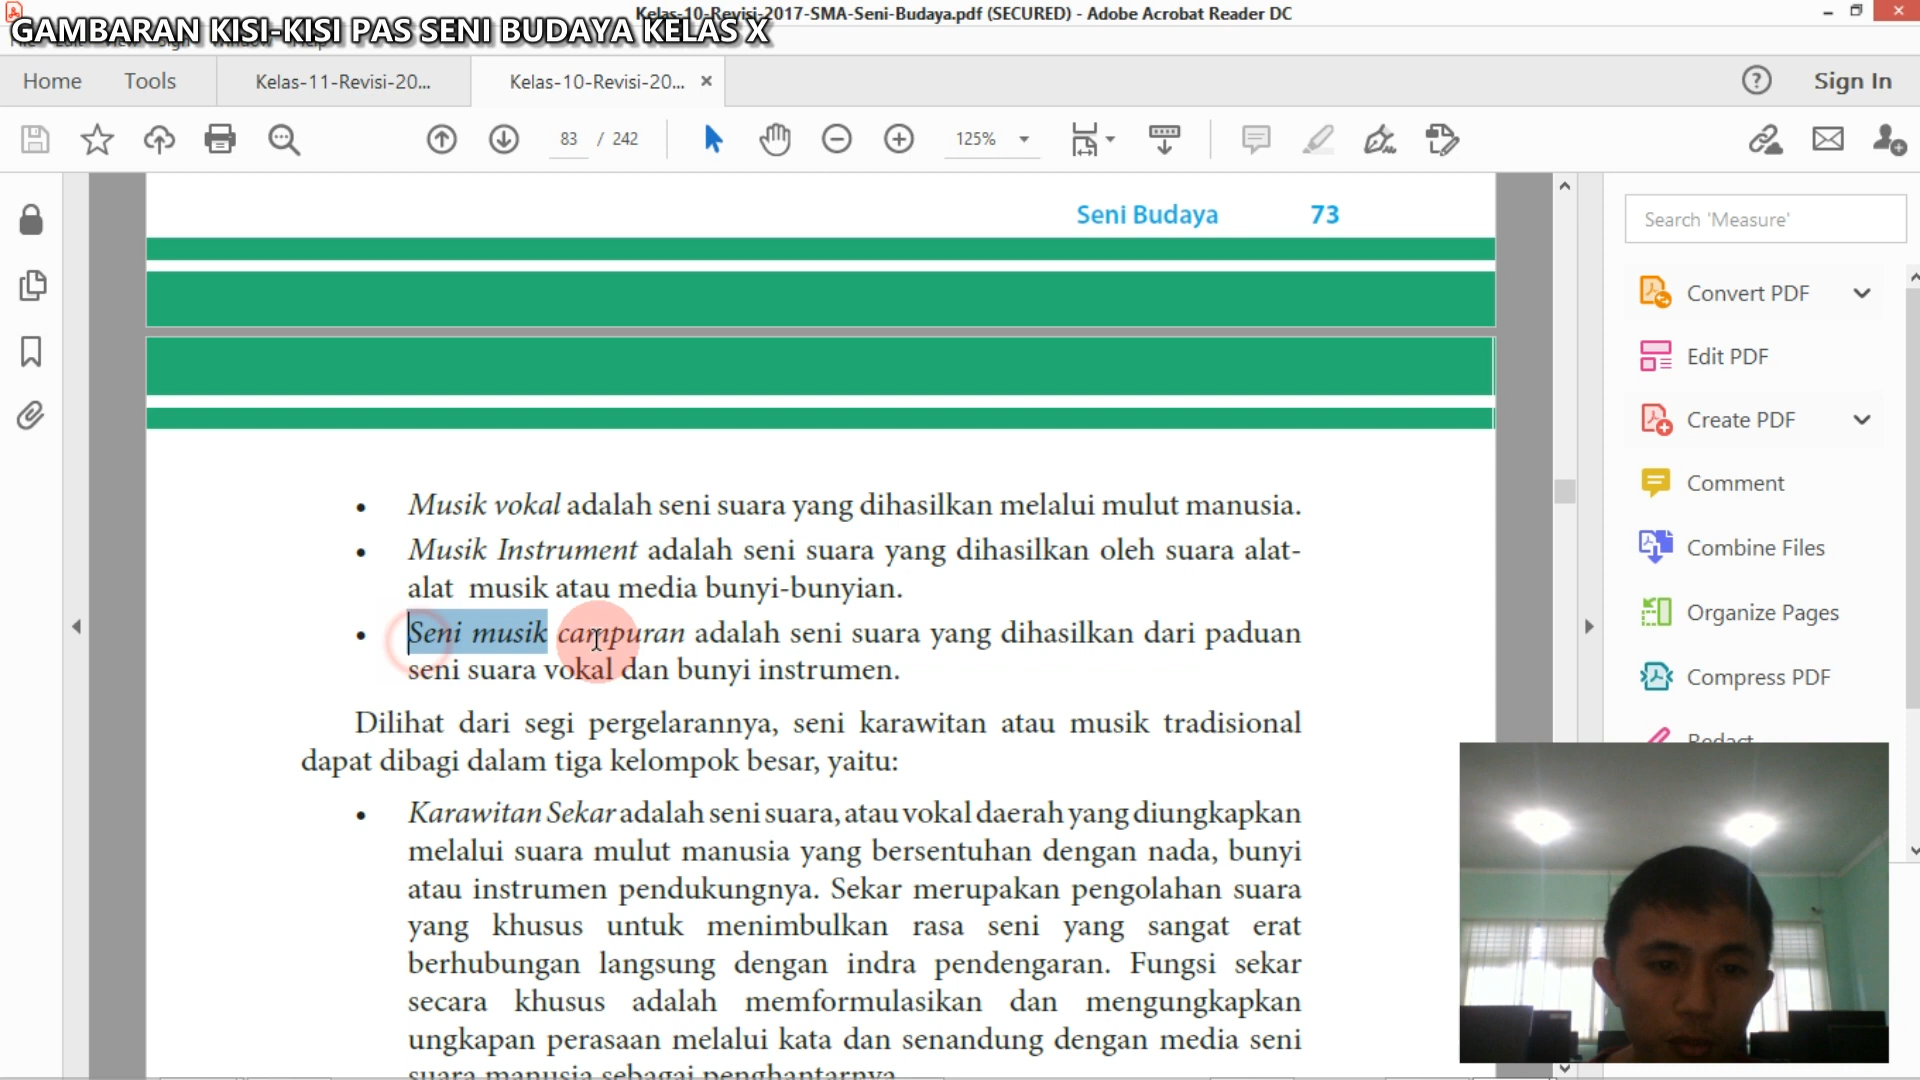 Kelas-10-Revisi-2017-SMA-Seni-Budaya.pdf (SECURED) - Adobe Acrobat Reader DC
GAMBARAN KISI-KISI PAS SENI BUDAYA KELAS X
Home Tools Kelas-11-Revisi-20... Kelas-10-Revisi-20... Sign In
83 / 242 125%
Seni Budaya 73
Search 'Measure'
Convert PDF
Edit PDF
Create PDF
Comment
Combine Files
Organize Pages
Compress PDF
Redact
• Musik vokal adalah seni suara yang dihasilkan melalui mulut manusia.
• Musik Instrument adalah seni suara yang dihasilkan oleh suara alat-
alat musik atau media bunyi-bunyian.
• Seni musik campuran adalah seni suara yang dihasilkan dari paduan
seni suara vokal dan bunyi instrumen.
Dilihat dari segi pergelarannya, seni karawitan atau musik tradisional
dapat dibagi dalam tiga kelompok besar, yaitu:
• Karawitan Sekar adalah seni suara, atau vokal daerah yang diungkapkan
melalui suara mulut manusia yang bersentuhan dengan nada, bunyi
atau instrumen pendukungnya. Sekar merupakan pengolahan suara
yang khusus untuk menimbulkan rasa seni yang sangat erat
berhubungan langsung dengan indra pendengaran. Fungsi sekar
secara khusus adalah memformulasikan dan mengungkapkan
ungkapan perasaan melalui kata dan senandung dengan media seni
suara manusia sebagai penghantarnya.